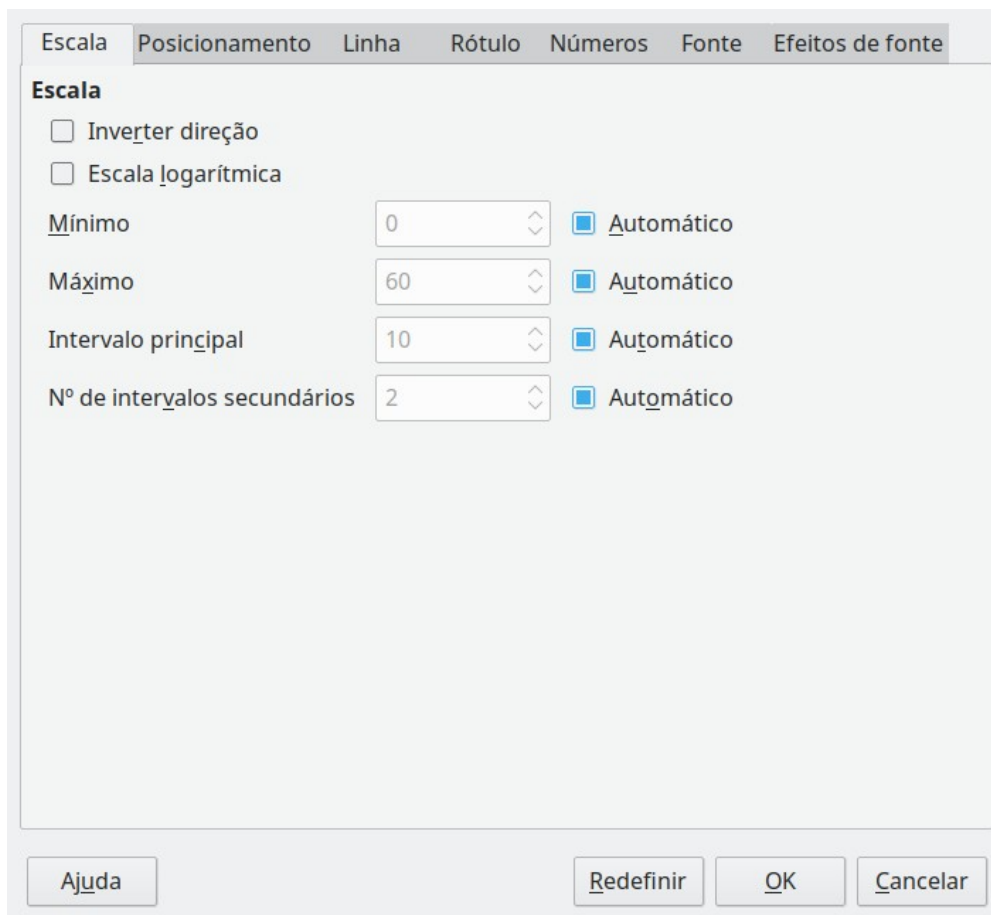 Escala Posicionamento Linha Rótulo Números Fonte Efeitos de fonte
Escala
Inverter direção
Escala logarítmica
Mínimo 0 Automático
Máximo 60 Automático
Intervalo principal 10 Automático
Nº de intervalos secundários 2 Automático
Ajuda Redefinir OK Cancelar